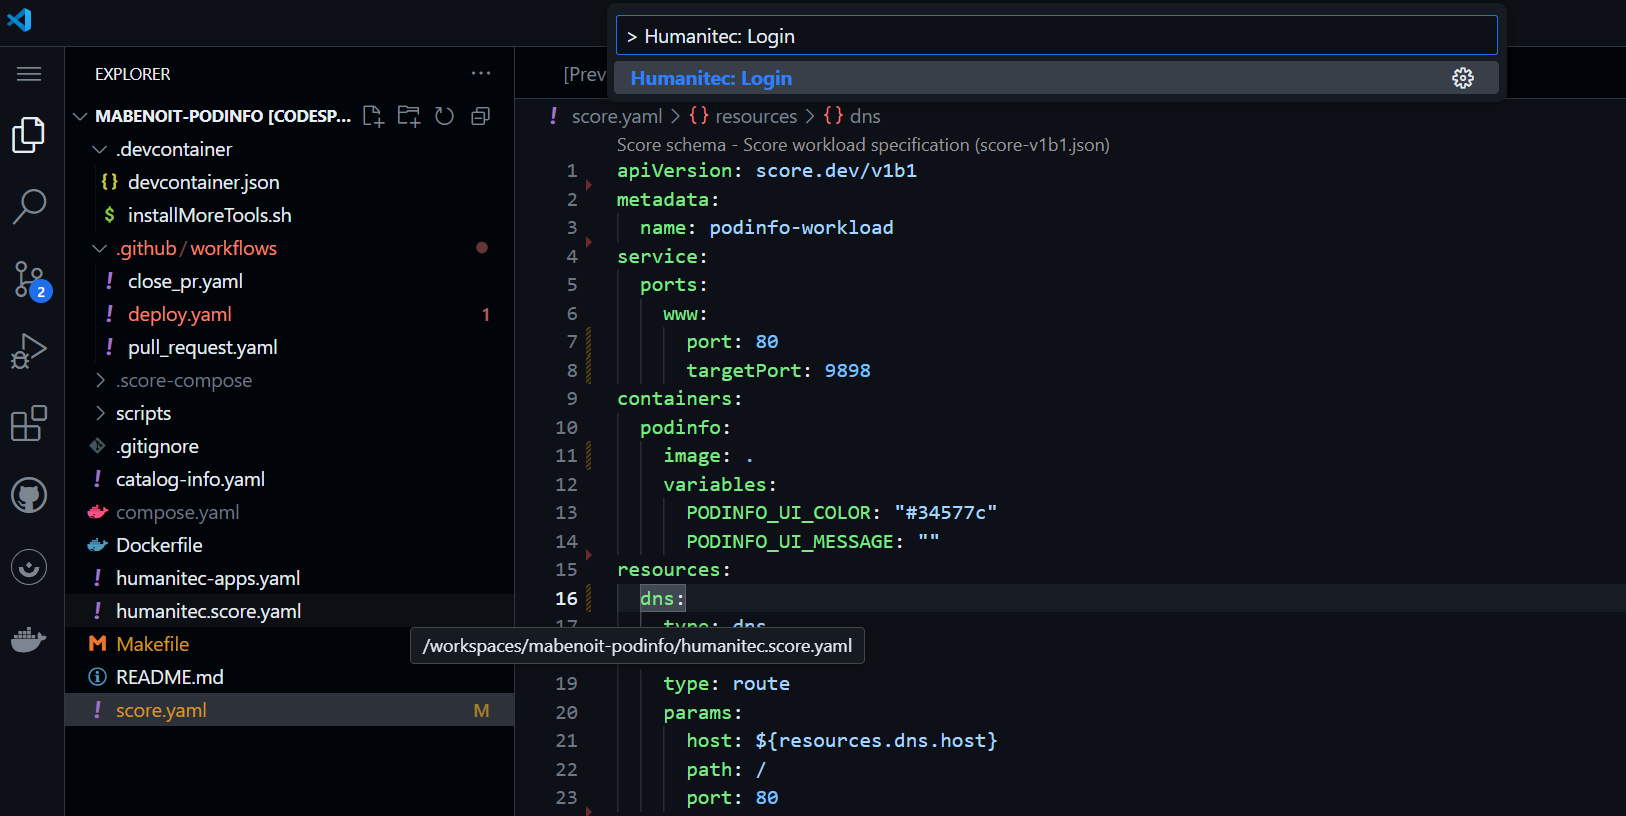 > Humanitec: Login
Humanitec: Login
EXPLORER
MABENOIT-PODINFO [CODESP...
.devcontainer
{} devcontainer.json
$ installMoreTools.sh
.github/workflows
! close_pr.yaml
! deploy.yaml 1
! pull_request.yaml
.score-compose
scripts
.gitignore
! catalog-info.yaml
compose.yaml
Dockerfile
! humanitec-apps.yaml
! humanitec.score.yaml
M Makefile
README.md
! score.yaml M
2
/workspaces/mabenoit-podinfo/humanitec.score.yaml
[Prev
! score.yaml > {} resources > {} dns
Score schema - Score workload specification (score-v1b1.json)
1 apiVersion: score.dev/v1b1
2 metadata:
3   name: podinfo-workload
4 service:
5   ports:
6     www:
7       port: 80
8       targetPort: 9898
9 containers:
10   podinfo:
11     image: .
12     variables:
13       PODINFO_UI_COLOR: "#34577c"
14       PODINFO_UI_MESSAGE: ""
15 resources:
16   dns:
17     type: dns
19     type: route
20     params:
21       host: ${resources.dns.host}
22       path: /
23       port: 80